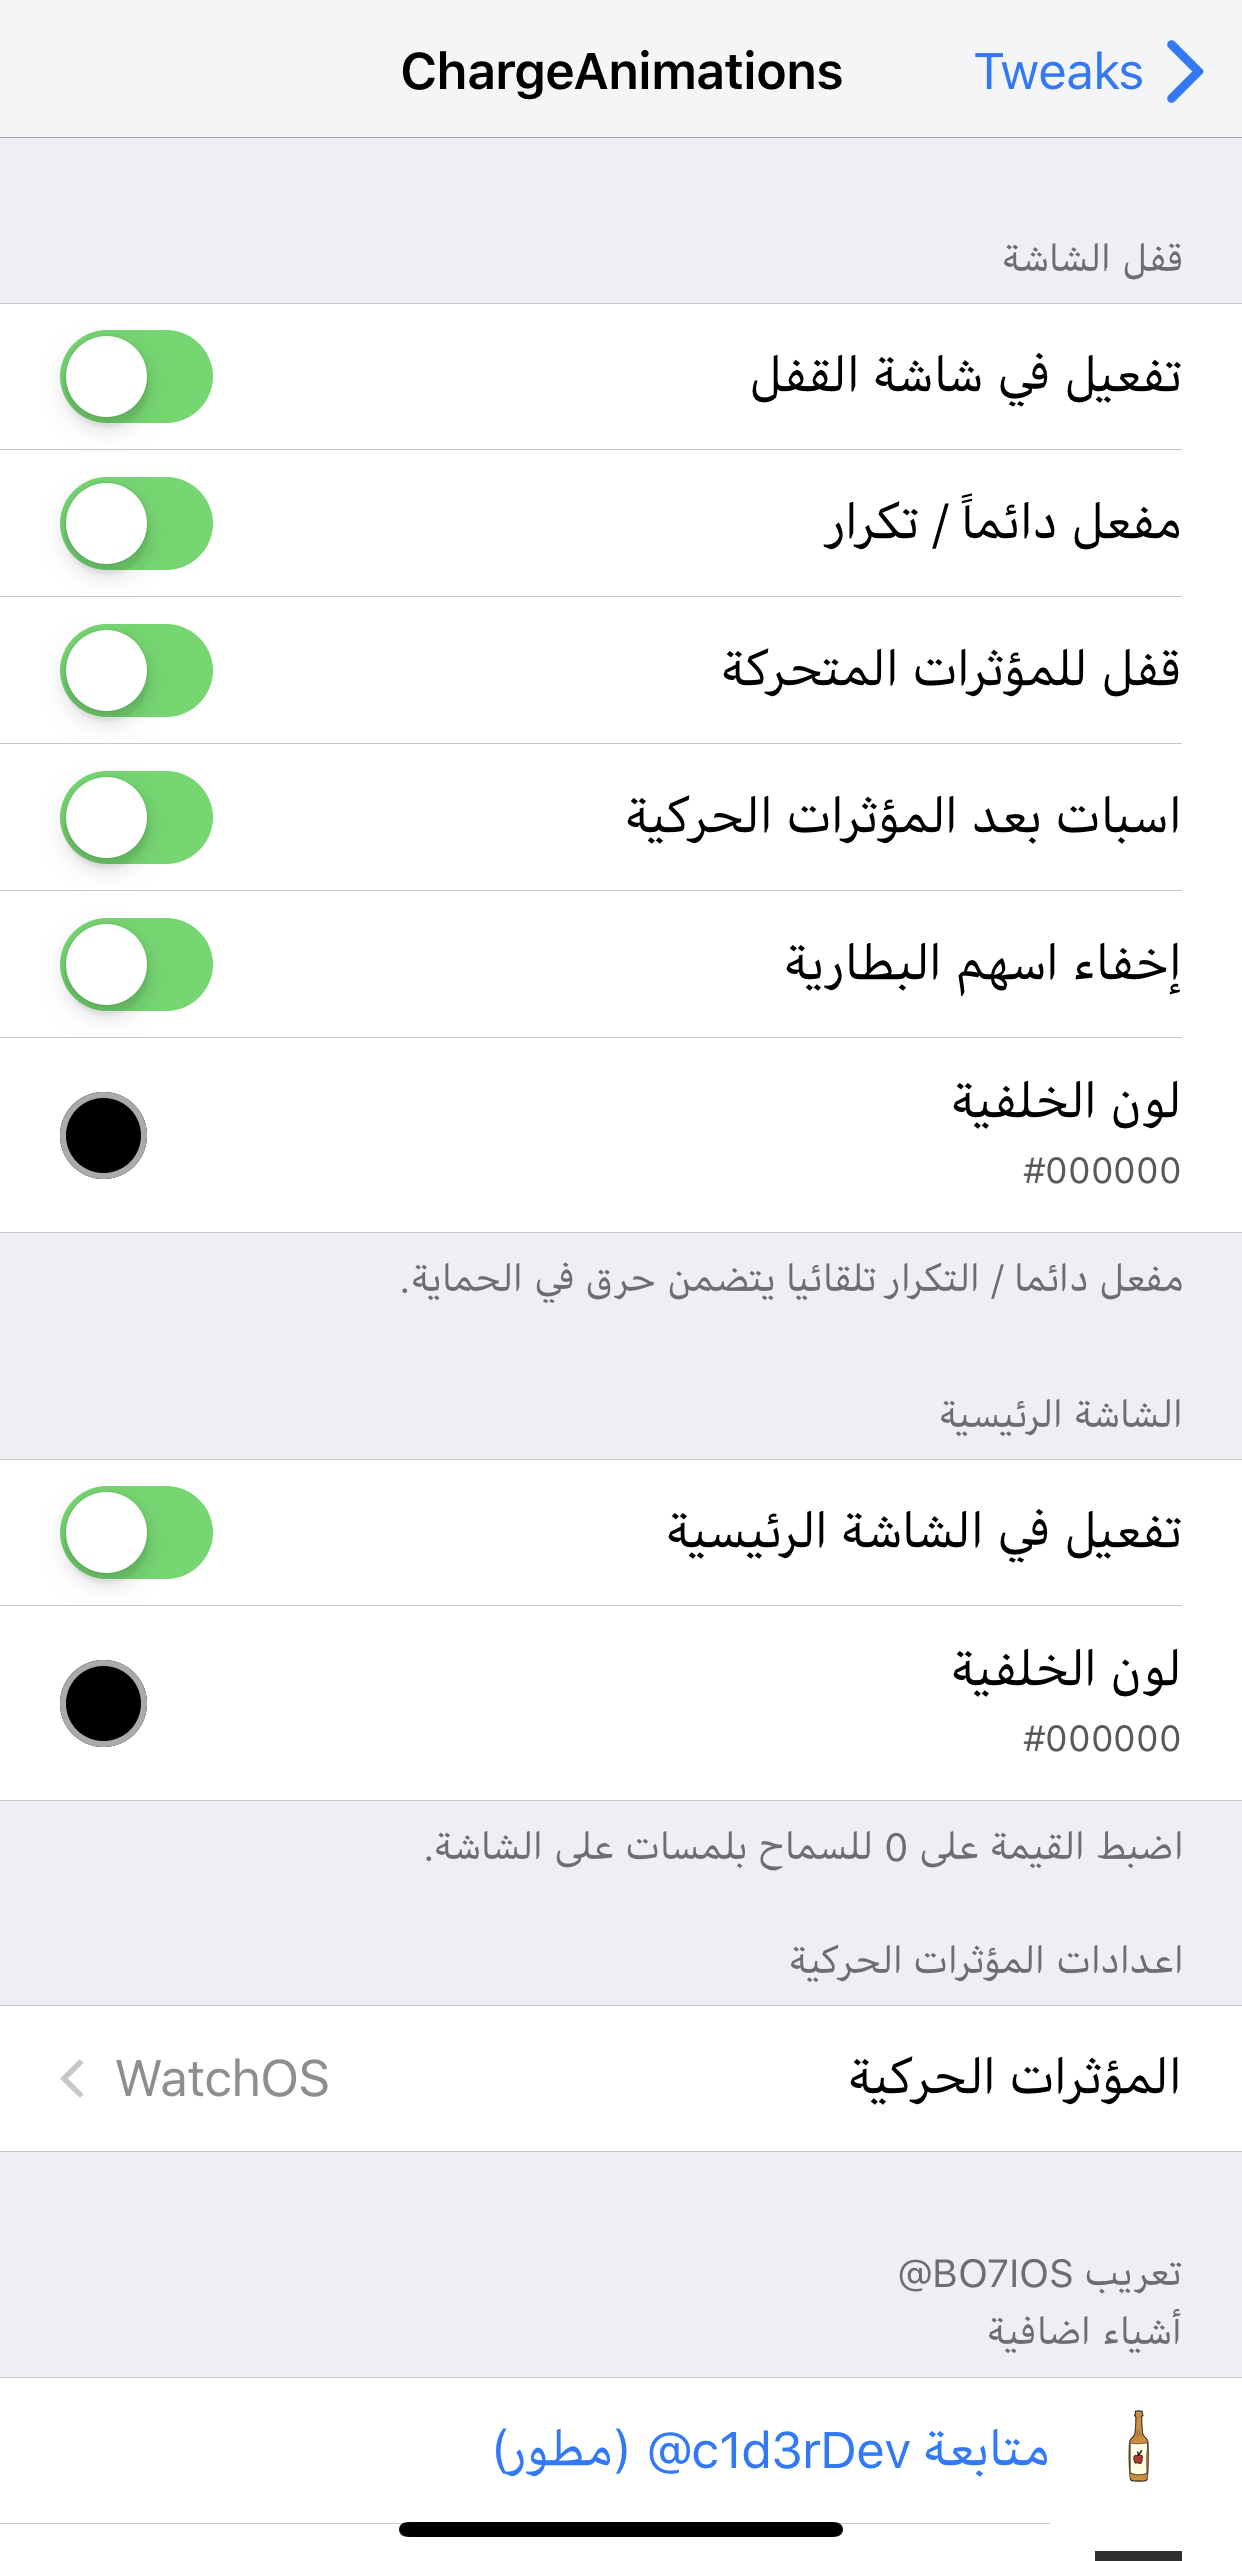 Tweaks
ChargeAnimations
قفل الشاشة
تفعيل في شاشة القفل
مفعل دائماً / تكرار
قفل للمؤثرات المتحركة
اسبات بعد المؤثرات الحركية
إخفاء اسهم البطارية
لون الخلفية
#000000
مفعل دائما / التكرار تلقائيا يتضمن حرق في الحماية.
الشاشة الرئيسية
تفعيل في الشاشة الرئيسية
لون الخلفية
#000000
اضبط القيمة على 0 للسماح بلمسات على الشاشة.
اعدادات المؤثرات الحركية
المؤثرات الحركية
WatchOS
تعريب BO7IOS@
أشياء اضافية
متابعة @c1d3rDev (مطور)